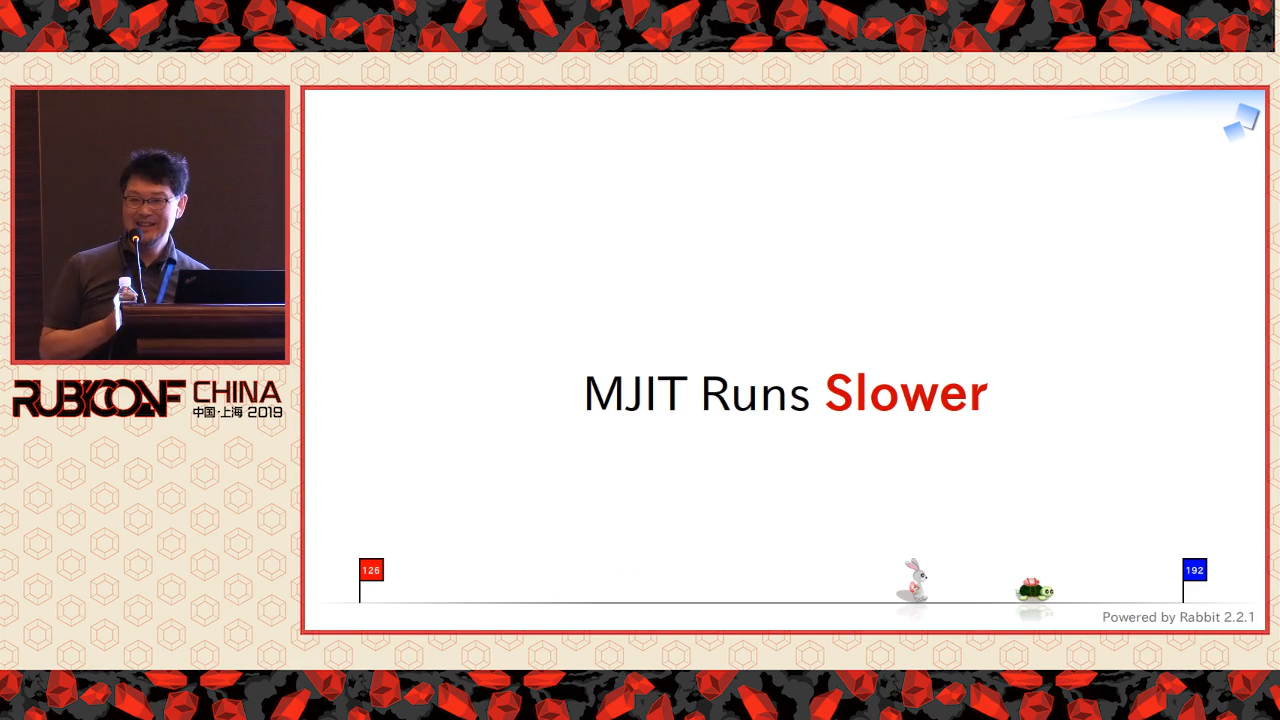 RUBYCONF CHINA
中国·上海 2019
MJIT Runs Slower
126
192
Powered by Rabbit 2.2.1